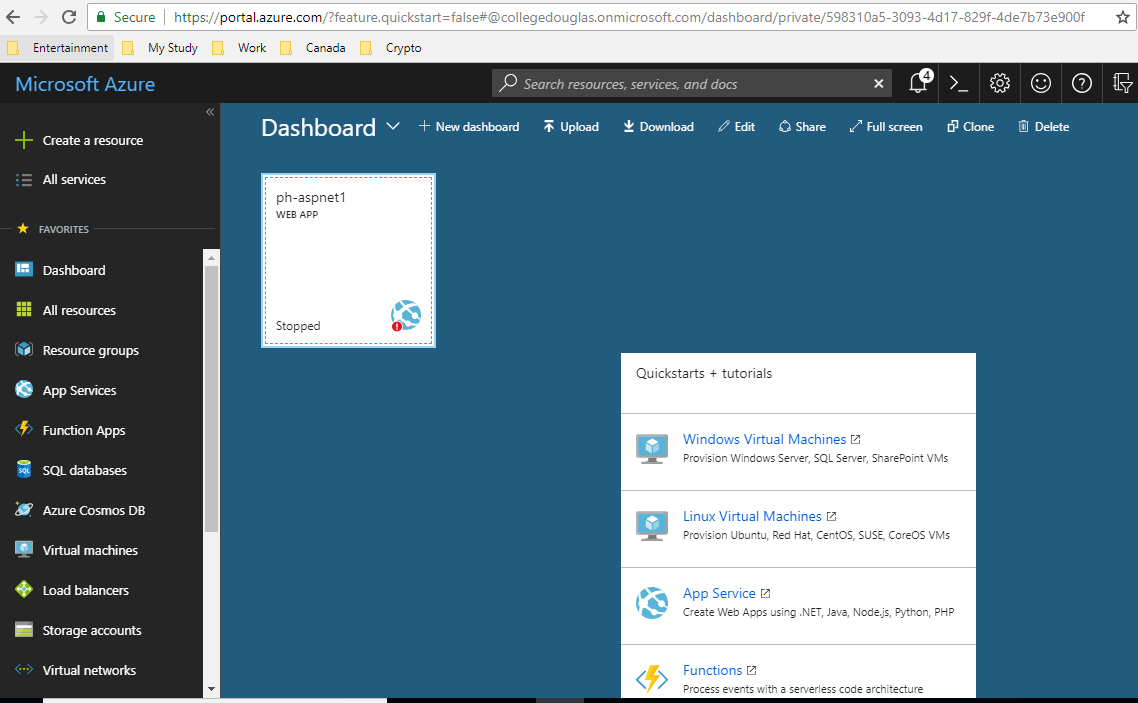 Secure https://portal.azure.com/?feature.quickstart=false#@collegedouglas.onmicrosoft.com/dashboard/private/598310a5-3093-4d17-829f-4de7b73e900f
Entertainment My Study Work Canada Crypto
Microsoft Azure Search resources, services, and docs 4
Create a resource
All services
FAVORITES
Dashboard
All resources
Resource groups
App Services
Function Apps
SQL databases
Azure Cosmos DB
Virtual machines
Load balancers
Storage accounts
Virtual networks
Dashboard New dashboard Upload Download Edit Share Full screen Clone Delete
ph-aspnet1
WEB APP
Stopped
Quickstarts + tutorials
Windows Virtual Machines
Provision Windows Server, SQL Server, SharePoint VMs
Linux Virtual Machines
Provision Ubuntu, Red Hat, CentOS, SUSE, CoreOS VMs
App Service
Create Web Apps using .NET, Java, Node.js, Python, PHP
Functions
Process events with a serverless code architecture